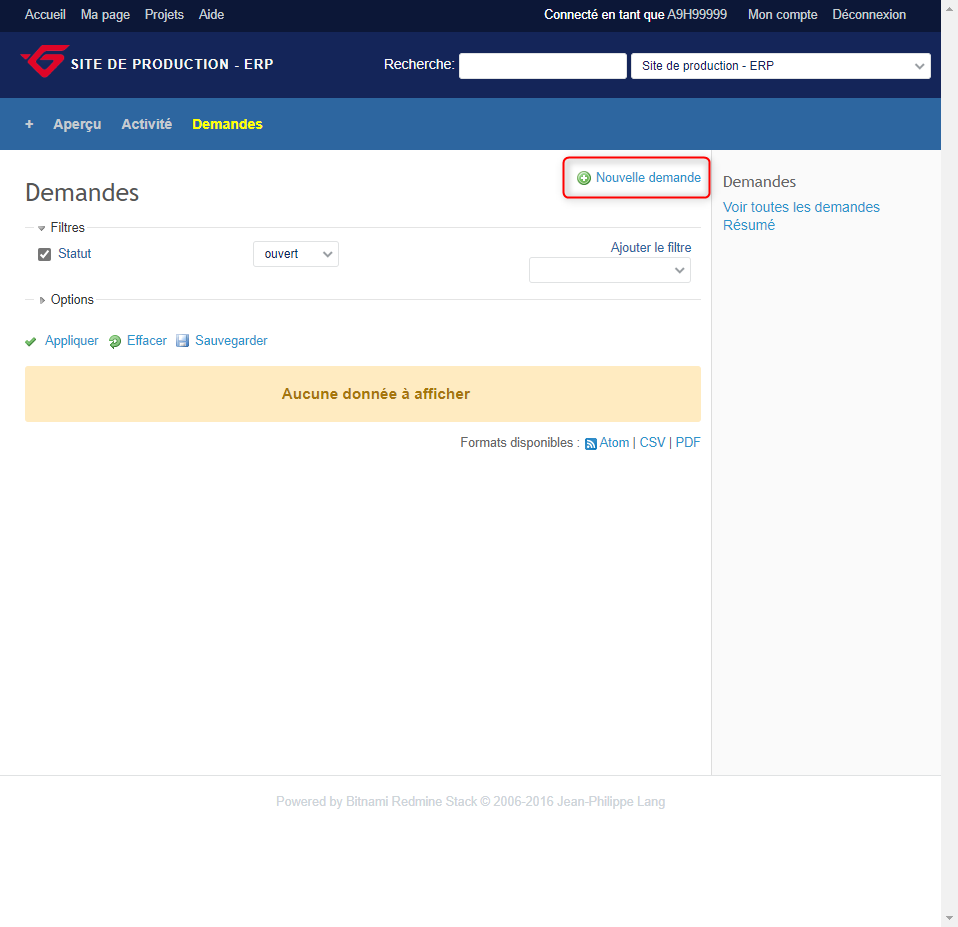 Accueil Ma page Projets Aide Connecté en tant que A9H99999 Mon compte Déconnexion
SITE DE PRODUCTION - ERP Recherche: Site de production - ERP
+ Aperçu Activité Demandes
Nouvelle demande
Demandes
Filtres
Statut ouvert Ajouter le filtre
Options
Appliquer Effacer Sauvegarder
Aucune donnée à afficher
Formats disponibles : Atom | CSV | PDF
Demandes
Voir toutes les demandes
Résumé
Powered by Bitnami Redmine Stack © 2006-2016 Jean-Philippe Lang